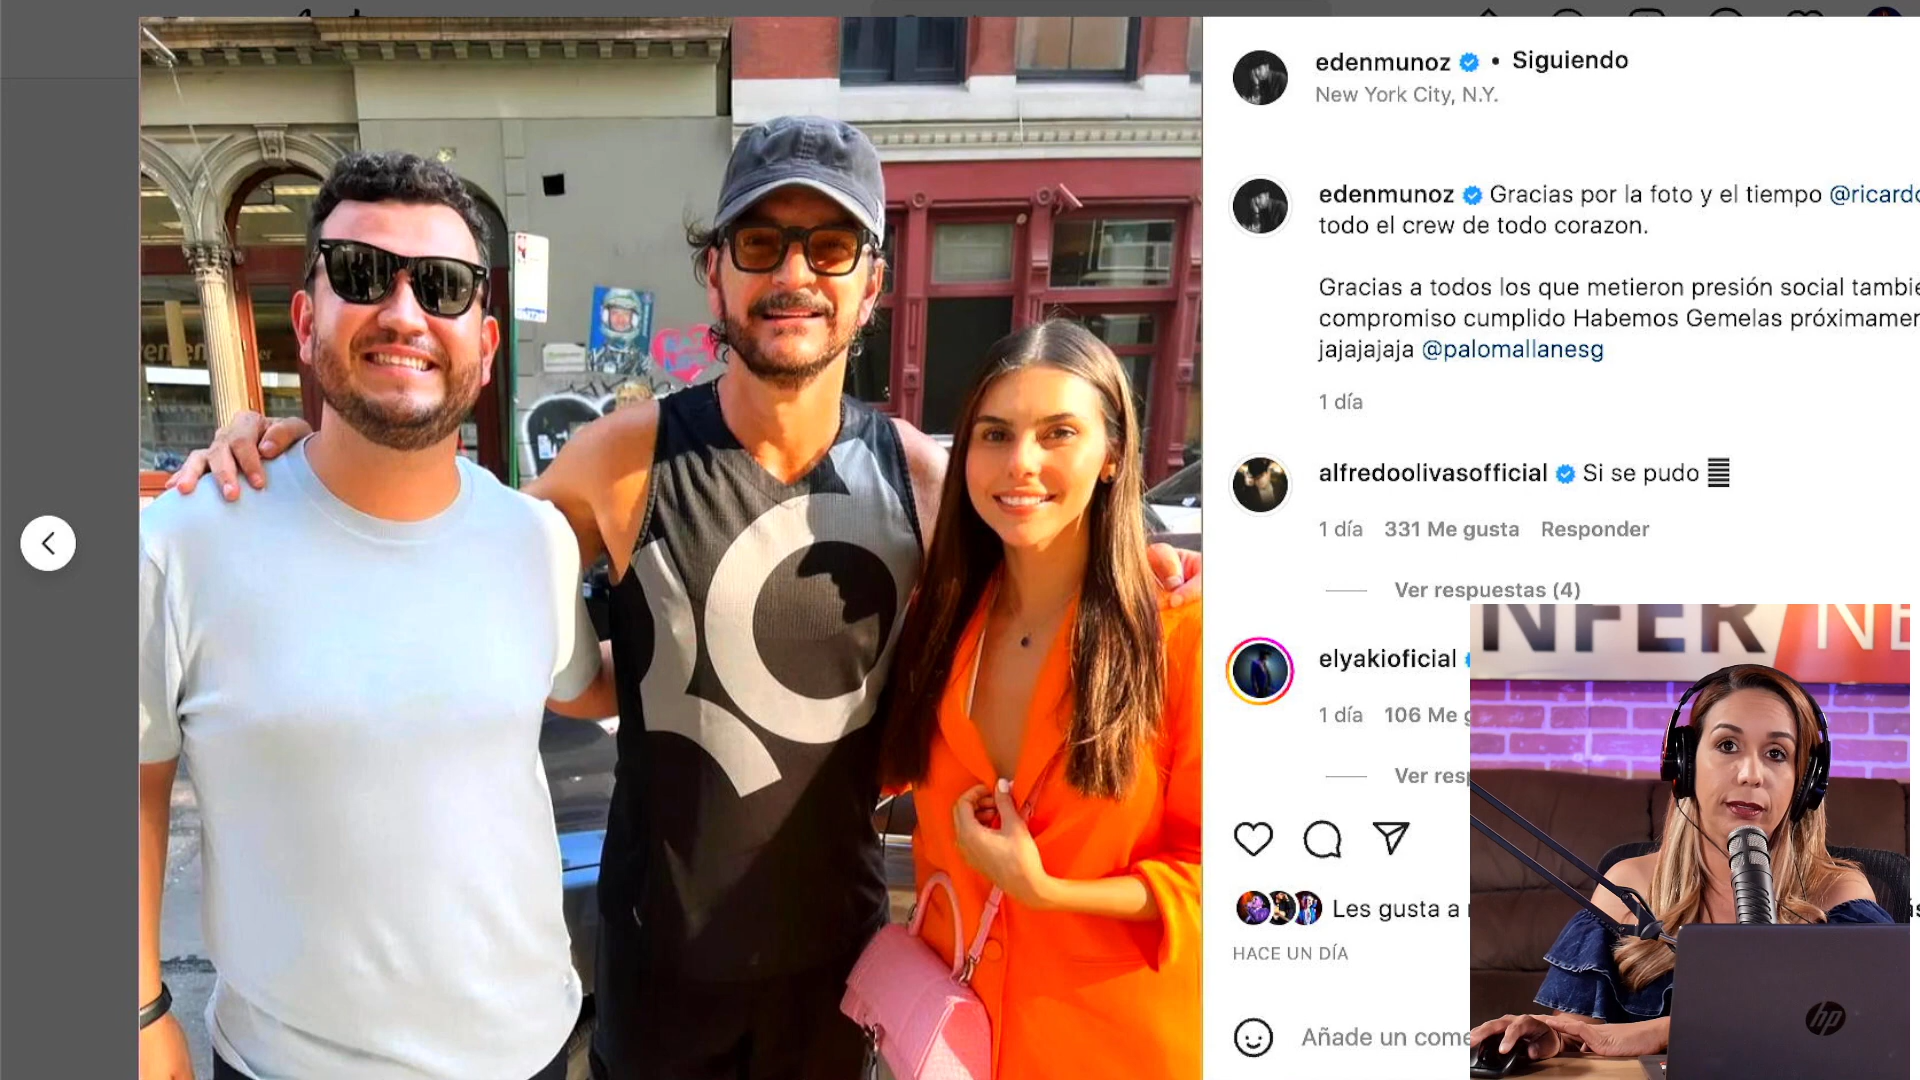 edenmunoz • Siguiendo
New York City, N.Y.
edenmunoz Gracias por la foto y el tiempo
todo el crew de todo corazon.
Gracias a todos los que metieron presión social
compromiso cumplido Habemos Gemelas
jajajajaja @palomallanesg
1 día
alfredoolivasofficial Si se pudo
1 día 331 Me gusta Responder
Ver respuestas (4)
elyakioficial
1 día 106 Me
Ver
Les gusta a
HACE UN DÍA
Añade un
hp